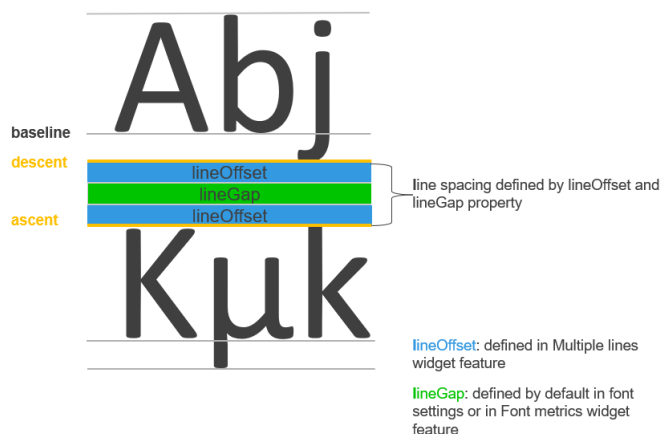 Abj
baseline
descent
lineOffset
lineGap
line spacing defined by lineOffset and
lineGap property
lineOffset
ascent
Kμk
lineOffset: defined in Multiple lines
widget feature
lineGap: defined by default in font
settings or in Font metrics widget
feature